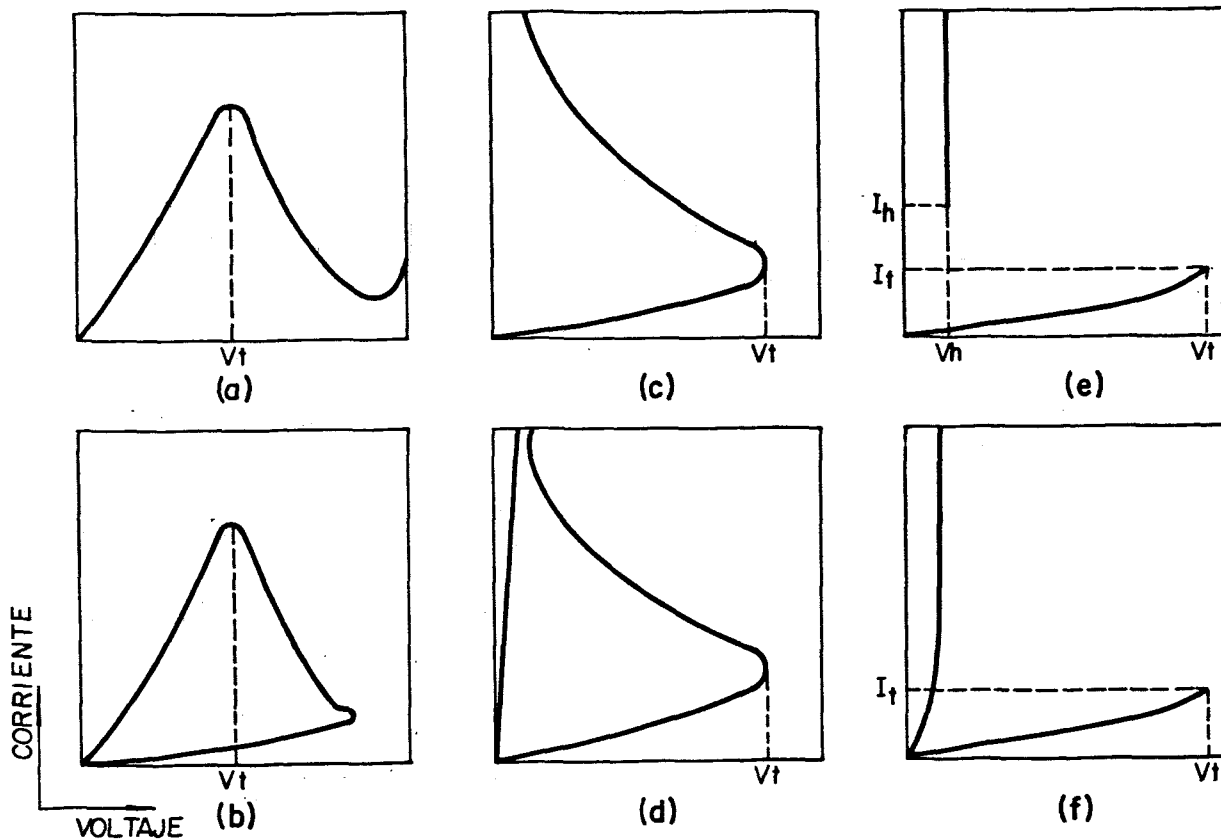 Vt
(a)
Vt
(c)
Ih
It
Vh
Vt
(e)
CORRIENTE
VOLTAJE
Vt
(b)
Vt
(d)
It
Vt
(f)